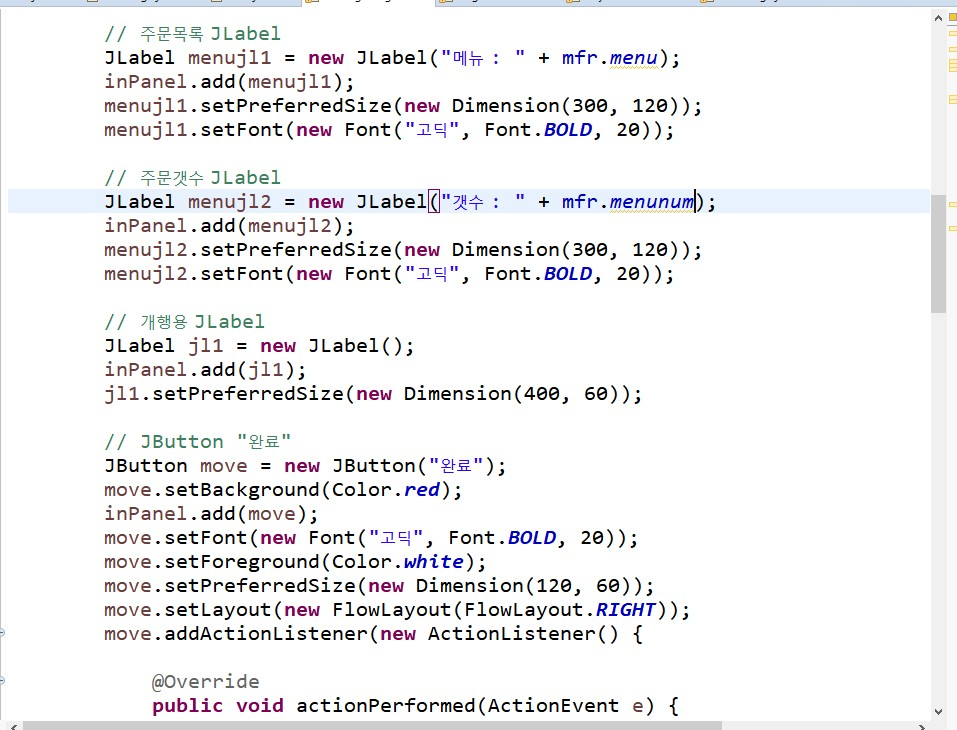 // 주문목록 JLabel
JLabel menujl1 = new JLabel("메뉴 : " + mfr.menu);
inPanel.add(menujl1);
menujl1.setPreferredSize(new Dimension(300, 120));
menujl1.setFont(new Font("고딕", Font.BOLD, 20));
// 주문갯수 JLabel
JLabel menujl2 = new JLabel("갯수 : " + mfr.menunum);
inPanel.add(menujl2);
menujl2.setPreferredSize(new Dimension(300, 120));
menujl2.setFont(new Font("고딕", Font.BOLD, 20));
// 개행용 JLabel
JLabel jl1 = new JLabel();
inPanel.add(jl1);
jl1.setPreferredSize(new Dimension(400, 60));
// JButton "완료"
JButton move = new JButton("완료");
move.setBackground(Color.red);
inPanel.add(move);
move.setFont(new Font("고딕", Font.BOLD, 20));
move.setForeground(Color.white);
move.setPreferredSize(new Dimension(120, 60));
move.setLayout(new FlowLayout(FlowLayout.RIGHT));
move.addActionListener(new ActionListener() {
@Override
public void actionPerformed(ActionEvent e) {